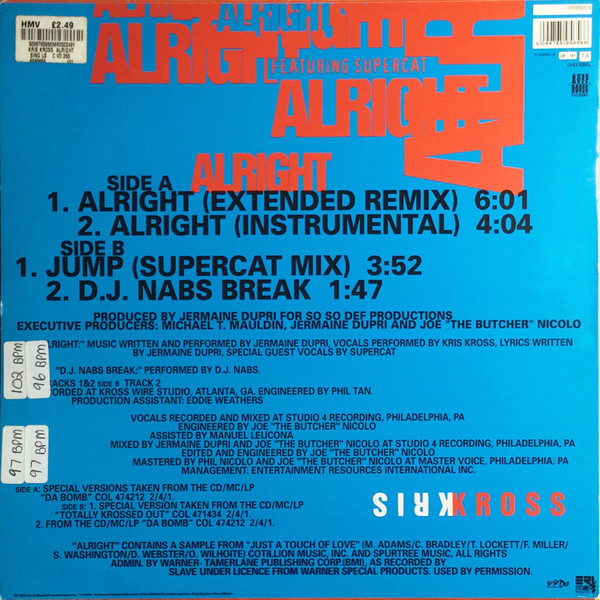 HMV £2.49
KRIS KROSS ALRIGHT
ALRIGHT
ALRIGHT
FEATURING SUPERCAT
ALRIGHT
ALRIGHT
SIDE A
1. ALRIGHT (EXTENDED REMIX) 6:01
2. ALRIGHT (INSTRUMENTAL) 4:04
SIDE B
1. JUMP (SUPERCAT MIX) 3:52
2. D.J. NABS BREAK 1:47
PRODUCED BY JERMAINE DUPRI FOR SO SO DEF PRODUCTIONS
EXECUTIVE PRODUCERS: MICHAEL T. MAULDIN, JERMAINE DUPRI AND JOE "THE BUTCHER" NICOLO
ALRIGHT:" MUSIC WRITTEN AND PERFORMED BY JERMAINE DUPRI, VOCALS PERFORMED BY KRIS KROSS, LYRICS WRITTEN
BY JERMAINE DUPRI, SPECIAL GUEST VOCALS BY SUPERCAT
"D.J. NABS BREAK;" PERFORMED BY D.J. NABS.
TRACKS 1&2 SIDE B TRACK 2
RECORDED AT KROSS WIRE STUDIO, ATLANTA, GA. ENGINEERED BY PHIL TAN.
PRODUCTION ASSISTANT: EDDIE WEATHERS
102 BPM
96 BPM
VOCALS RECORDED AND MIXED AT STUDIO 4 RECORDING, PHILADELPHIA, PA
ENGINEERED BY JOE "THE BUTCHER" NICOLO
ASSISTED BY MANUEL LEUCONA
MIXED BY JERMAINE DUPRI AND JOE "THE BUTCHER" NICOLO AT STUDIO 4 RECORDING, PHILADELPHIA, PA
EDITED AND ENGINEERED BY JOE "THE BUTCHER" NICOLO
MASTERED BY PHIL NICOLO AND JOE "THE BUTCHER" NICOLO AT MASTER VOICE, PHILADELPHIA, PA
MANAGEMENT: ENTERTAINMENT RESOURCES INTERNATIONAL INC.
97 BPM
97 BPM
SIDE A: SPECIAL VERSIONS TAKEN FROM THE CD/MC/LP
"DA BOMB" COL 474212 2/4/1.
SIDE B: 1. SPECIAL VERSION TAKEN FROM THE CD/MC/LP
"TOTALLY KROSSED OUT" COL 471434 2/4/1.
2. FROM THE CD/MC/LP "DA BOMB" COL 474212 2/4/1.
KRIS KROSS
"ALRIGHT" CONTAINS A SAMPLE FROM "JUST A TOUCH OF LOVE" (M. ADAMS/C. BRADLEY/T. LOCKETT/F. MILLER/
S. WASHINGTON/D. WEBSTER/O. WILHOITE) COTILLION MUSIC, INC. AND SPURTREE MUSIC, ALL RIGHTS
ADMIN. BY WARNER- TAMERLANE PUBLISHING CORP.(BMI), AS RECORDED BY
SLAVE UNDER LICENCE FROM WARNER SPECIAL PRODUCTS. USED BY PERMISSION.